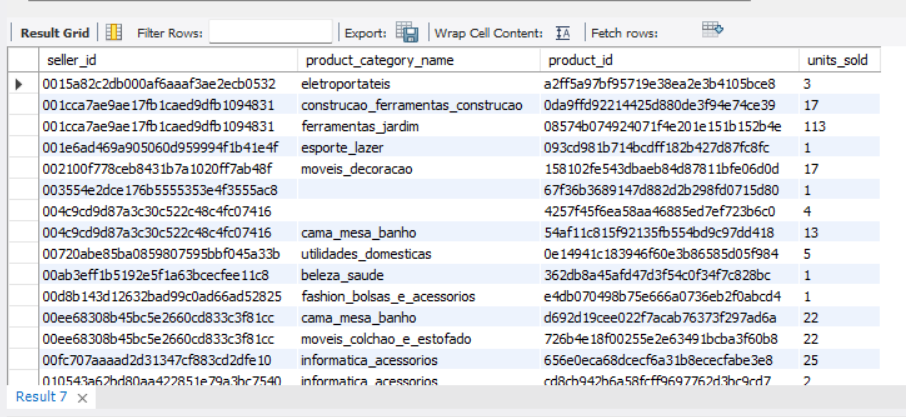 Result Grid Filter Rows: Export: Wrap Cell Content: Fetch rows:
seller_id product_category_name product_id units_sold
0015a82c2db000af6aaaf3ae2ecb0532 eletroportateis a2ff5a97bf95719e38ea2e3b4105bce8 3
001cca7ae9ae17fb1caed9dfb1094831 construcao_ferramentas_construcao 0da9ffd92214425d880de3f94e74ce39 17
001cca7ae9ae17fb1caed9dfb1094831 ferramentas_jardim 08574b074924071f4e201e151b152b4e 113
001e6ad469a905060d959994f1b41e4f esporte_lazer 093cd981b714bcdff182b427d87fc8fc 1
002100f778ceb8431b7a1020ff7ab48f moveis_decoracao 158102fe543dbaeb84d87811bfe06d0d 17
003554e2dce176b5555353e4f3555ac8 67f36b3689147d882d2b298fd0715d80 1
004c9cd9d87a3c30c522c48c4fc07416 4257f45f6ea58aa46885ed7ef723b6c0 4
004c9cd9d87a3c30c522c48c4fc07416 cama_mesa_banho 54af11c815f92135fb554bd9c97dd418 13
00720abe85ba0859807595bbf045a33b utilidades_domesticas 0e14941c183946f60e3b86585d05f984 5
00ab3eff1b5192e5f1a63bcecfee11c8 beleza_saude 362db8a45afd47d3f54c0f34f7c828bc 1
00d8b143d12632bad99c0ad66ad52825 fashion_bolsas_e_acessorios e4db070498b75e666a0736eb2f0abcd4 1
00ee68308b45bc5e2660cd833c3f81cc cama_mesa_banho d692d19cee022f7acab76373f297ad6a 22
00ee68308b45bc5e2660cd833c3f81cc moveis_colchao_e_estofado 726b4e18f00255e2e63491bcba3f60b8 22
00fc707aaaad2d31347cf883cd2dfe10 informatica_acessorios 656e0eca68dcecf6a31b8ececfabe3e8 25
010543a62bd80aa422851e79a3bc7540 informatica_acessorios cd8cb942b6a58fcff9697762d3bc9cd7 2
Result 7